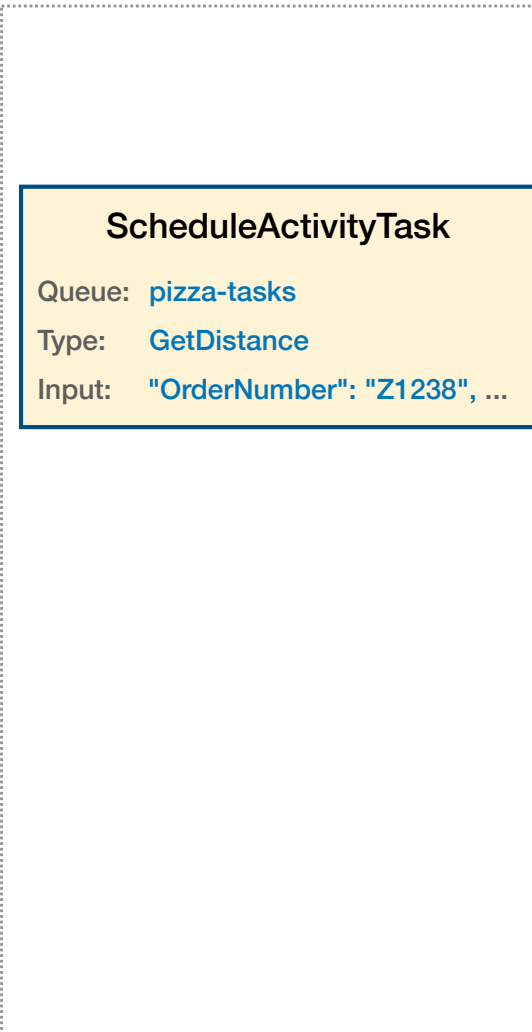 ScheduleActivityTask
Queue: pizza-tasks
Type: GetDistance
Input: "OrderNumber": "Z1238", ...